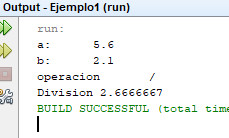 Output - Ejemplo1 (run)
run:
a: 5.6
b: 2.1
operacion /
Division 2.6666667
BUILD SUCCESSFUL (total time